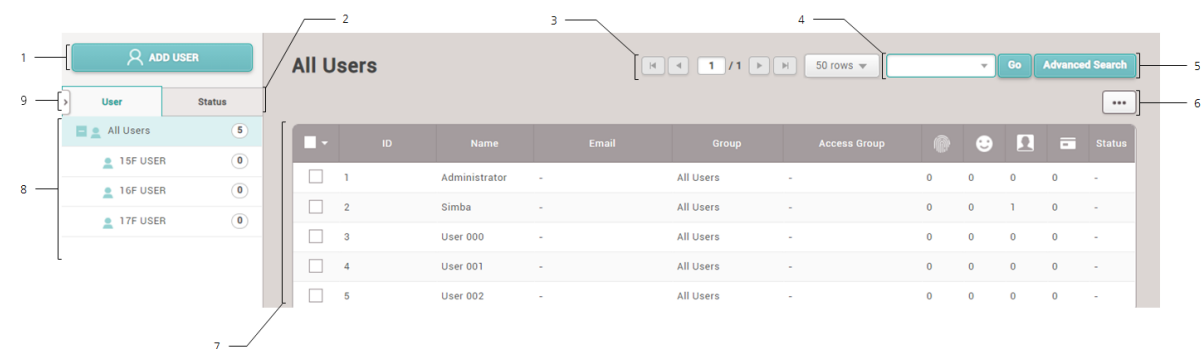 2
3
4
1
ADD USER
All Users
1 / 1
50 rows
Go
Advanced Search
5
9
User
Status
6
8
All Users 5
15F USER 0
16F USER 0
17F USER 0
ID Name Email Group Access Group Status
1 Administrator - All Users - 0 0 0 0 -
2 Simba - All Users - 0 0 1 0 -
3 User 000 - All Users - 0 0 0 0 -
4 User 001 - All Users - 0 0 0 0 -
5 User 002 - All Users - 0 0 0 0 -
7